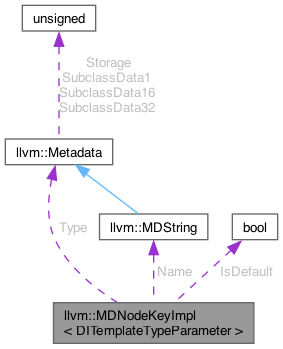 unsigned
Storage
SubclassData1
SubclassData16
SubclassData32
llvm::Metadata
Type
llvm::MDString
bool
Name
IsDefault
llvm::MDNodeKeyImpl
< DITemplateTypeParameter >